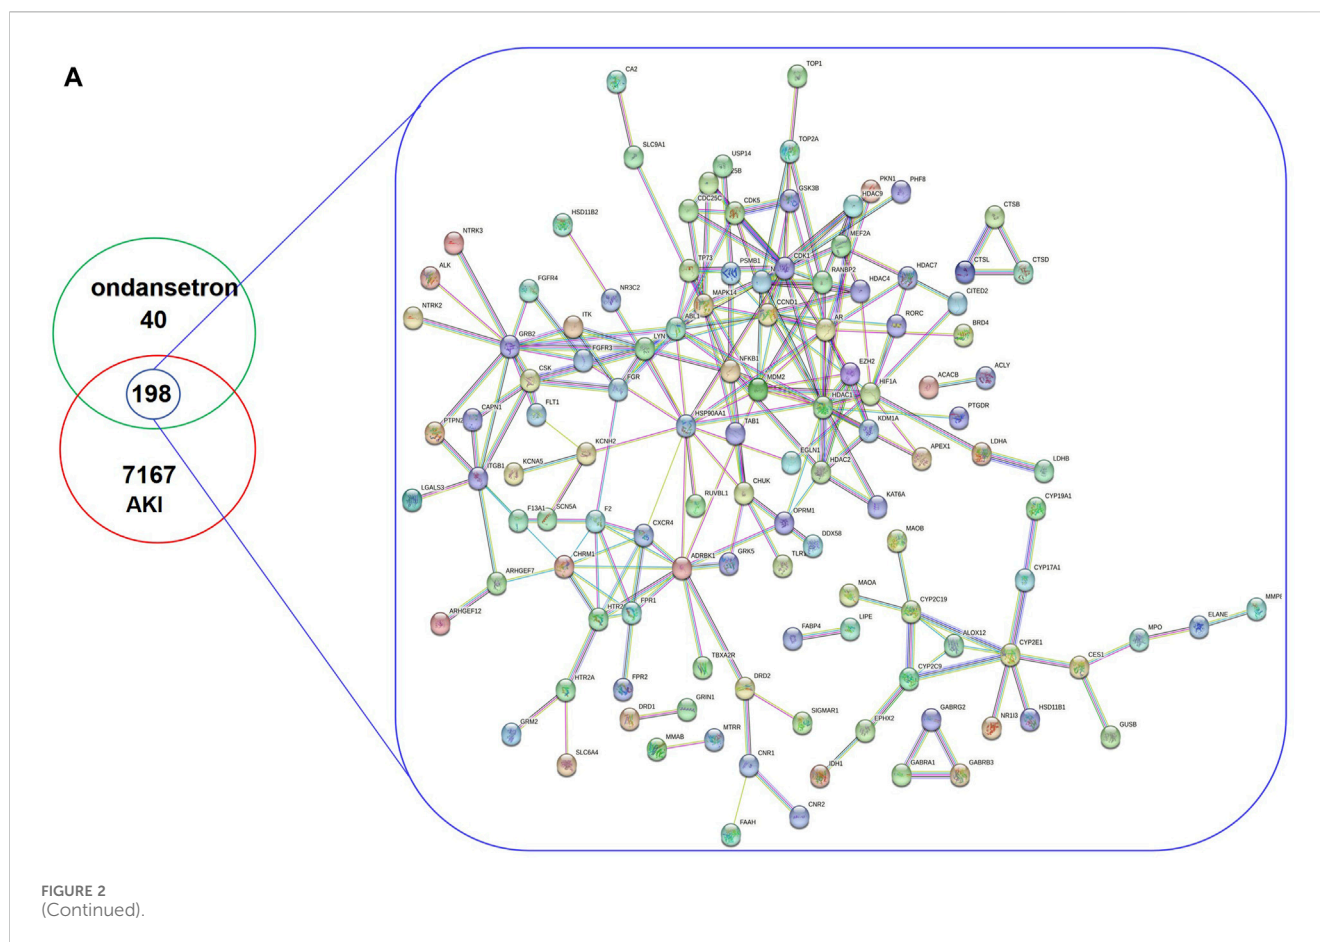 A
CA2
TOP1
SLC9A1
TOP2A
USP14
25B
CDC25C
CDK5
GSK3B
PKN1
PHF8
HDAC9
HSD11B2
MEF2A
CTSB
NTRK3
TP73
PSMB1
CDK1
RANBP2
HDAC4
HDAC7
CTSL
CTSD
ALK
FGFR4
NR3C2
MAPK14
CITED2
ondansetron
40
NTRK2
ITK
ABL1
CCND1
AR
RORC
BRD4
GRB2
FGFR3
LYN
CSK
FGR
NFKB1
MDM2
EZH2
HIF1A
ACACB
ACLY
198
FLT1
HDAC1
PTGDR
CAPN1
PTPN2
HSP90AA1
TAB1
KDM1A
KCNH2
EGLN1
APEX1
LDHA
LDHB
7167
AKI
ITGB1
KCNA5
HDAC2
LGALS3
CHUK
RUVBL1
KAT6A
CYP19A1
F13A1
SCN5A
F2
CXCR4
OPRM1
DDX58
MAOB
CHRM1
ADRBK1
GRK5
CYP17A1
ARHGEF7
MAOA
ARHGEF12
FPR1
CYP2C19
FABP4
LIPE
ALOX12
CYP2E1
MPO
ELANE
TBXA2R
CYP2C9
CES1
HTR2A
FPR2
DRD2
GRM2
DRD1
GRIN1
SIGMAR1
EPHX2
GABRG2
NR1I3
HSD11B1
GUSB
MMAB
MTRR
SLC6A4
CNR1
IDH1
GABRA1
GABRB3
CNR2
FAAH
FIGURE 2
(Continued).